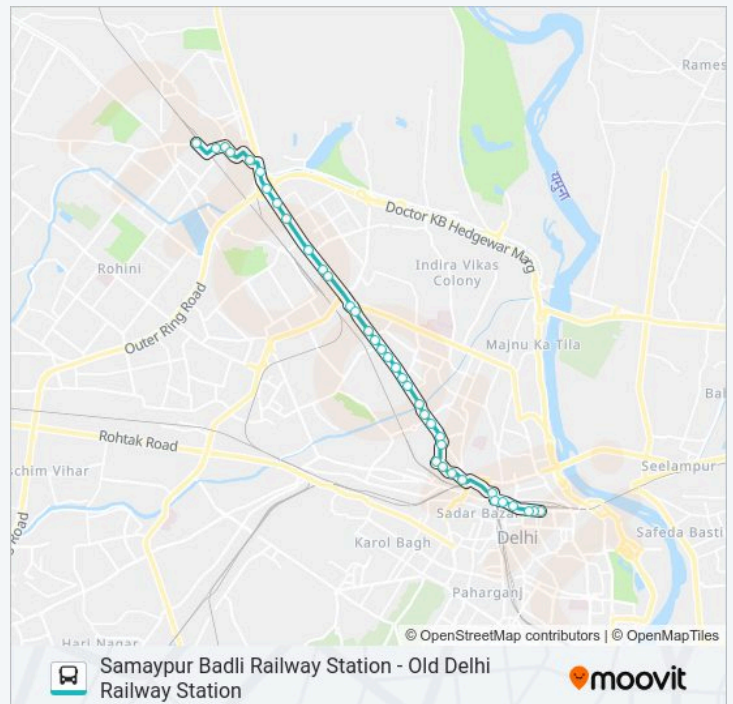 Rames
यमुना
Doctor KB Hedgewar Marg
Rohini
Indira Vikas
Colony
Outer Ring Road
Majnu Ka Tila
Bal
Rohtak Road
schim Vihar
Seelampur
Road
Sadar Bazar
Karol Bagh
Delhi
Safeda Basti
Paharganj
Hari Nagar
© OpenStreetMap contributors | © OpenMapTiles
Samaypur Badli Railway Station - Old Delhi
Railway Station
moovit